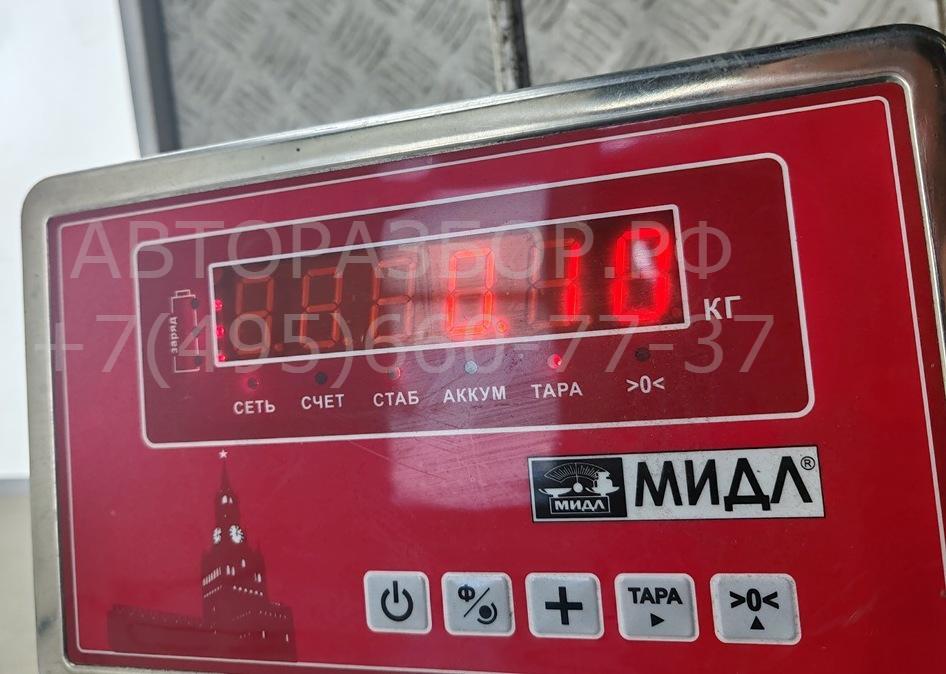 АВТОРАЗБОР.РФ
0.10
КГ
+7(495)660-77-37
заряд
СЕТЬ СЧЕТ СТАБ АККУМ ТАРА >0<
МИДЛ МИДЛ®
Ф ТАРА >0<